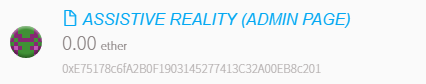 ASSISTIVE REALITY (ADMIN PAGE)
0.00 ether
0xE75178c6fA2B0F1903145277413C32A00EB8c201